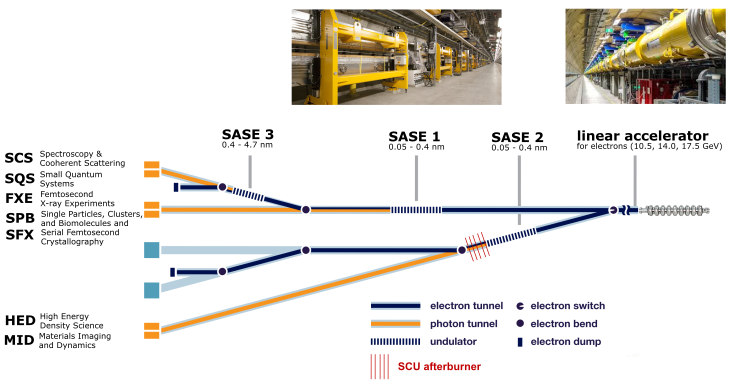 SASE 3
0.4 - 4.7 nm
SASE 1
0.05 - 0.4 nm
SASE 2
0.05 - 0.4 nm
linear accelerator
for electrons (10.5, 14.0, 17.5 GeV)
SCS
Spectroscopy &
Cooherent Scattering
SQS
Small Quantum
Systems
FXE
Femtosecond
X-ray Experiments
SPB
Single Particles, Clusters,
and Biomolecules and
SFX
Serial Femtosecond
Crystallography
HED
High Energy
Density Science
MID
Materials Imaging
and Dynamics
electron tunnel
electron switch
photon tunnel
electron bend
undulator
electron dump
SCU afterburner